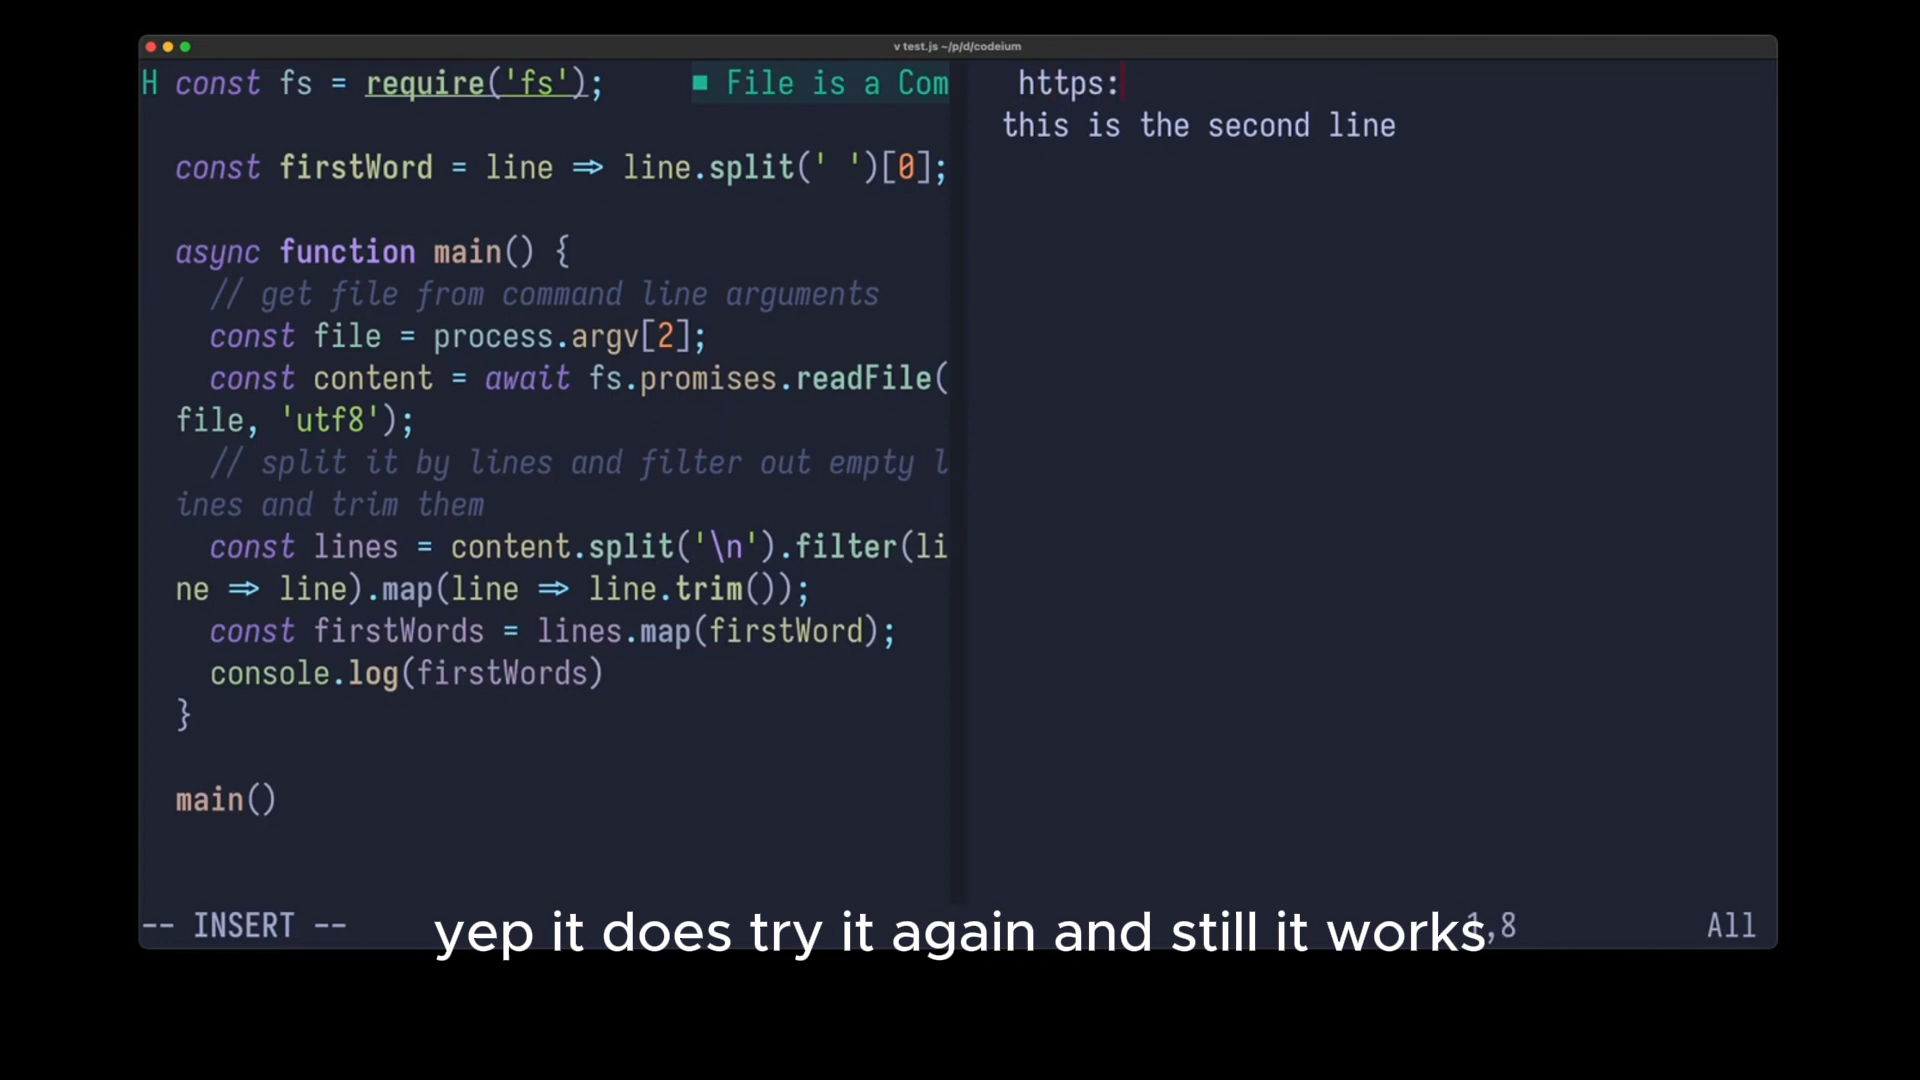 v test.js ~/p/d/codeium
H const fs = require('fs'); ■ File is a Com
const firstWord = line => line.split(' ')[0];
async function main() {
// get file from command line arguments
const file = process.argv[2];
const content = await fs.promises.readFile(
file, 'utf8');
// split it by lines and filter out empty l
ines and trim them
const lines = content.split('\n').filter(li
ne => line).map(line => line.trim());
const firstWords = lines.map(firstWord);
console.log(firstWords)
}
main()
https:
this is the second line
-- INSERT -- 1,8 All
yep it does try it again and still it works